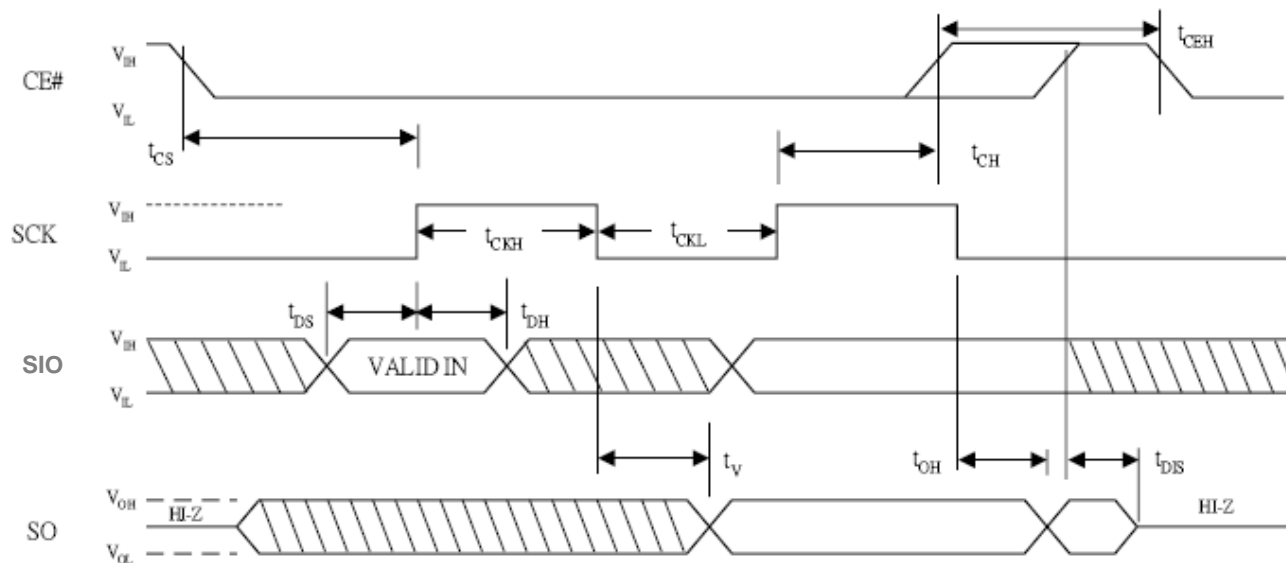 t_CEH
V_IH
CE#
V_IL
t_CS
t_CH
V_IH
SCK
t_CKH
t_CKL
V_IL
t_DS
t_DH
V_IH
SIO
VALID IN
V_IL
t_V
t_OH
t_DIS
V_OH
HI-Z
HI-Z
SO
V_OL